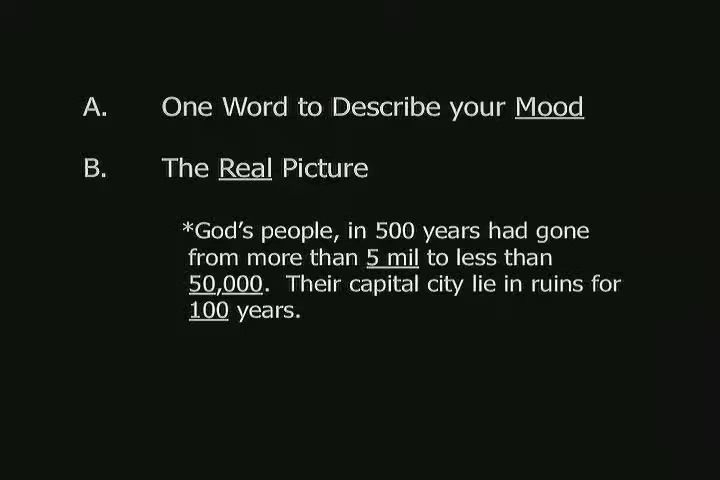 A. One Word to Describe your Mood
B. The Real Picture
*God's people, in 500 years had gone
from more than 5 mil to less than
50,000. Their capital city lie in ruins for
100 years.